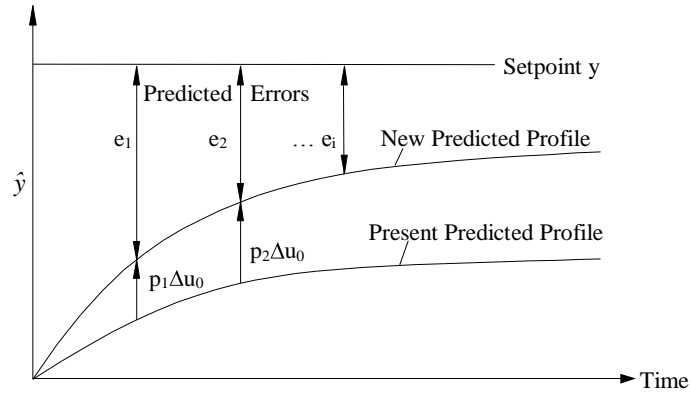 Setpoint y
Predicted Errors
e₁
e₂
… eᵢ
New Predicted Profile
ŷ
Present Predicted Profile
p₁Δu₀
p₂Δu₀
Time